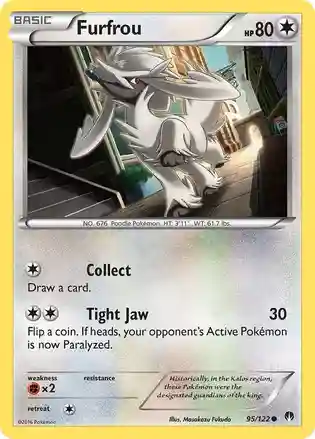 BASIC
Furfrou
HP80
NO. 676 Poodle Pokémon HT: 3'11" WT: 61.7 lbs.
Collect
Draw a card.
Tight Jaw 30
Flip a coin. If heads, your opponent's Active Pokémon
is now Paralyzed.
weakness resistance
×2
retreat
Historically, in the Kalos region,
these Pokémon were the
designated guardians of the king.
©2016 Pokémon
Illus. Masakazu Fukuda
95/122